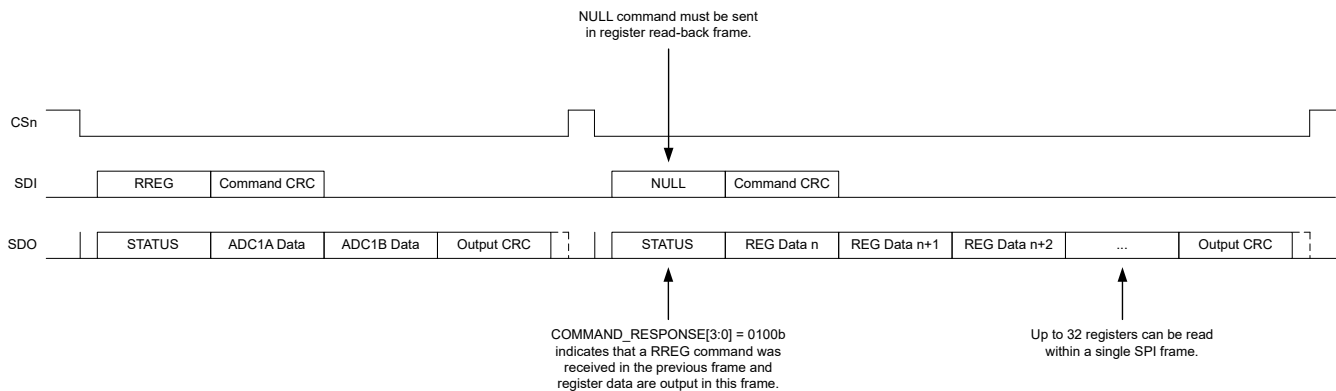 NULL command must be sent
in register read-back frame.
CSn
SDI
RREG
Command CRC
NULL
Command CRC
SDO
STATUS
ADC1A Data
ADC1B Data
Output CRC
STATUS
REG Data n
REG Data n+1
REG Data n+2
...
Output CRC
COMMAND_RESPONSE[3:0] = 0100b
indicates that a RREG command was
received in the previous frame and
register data are output in this frame.
Up to 32 registers can be read
within a single SPI frame.